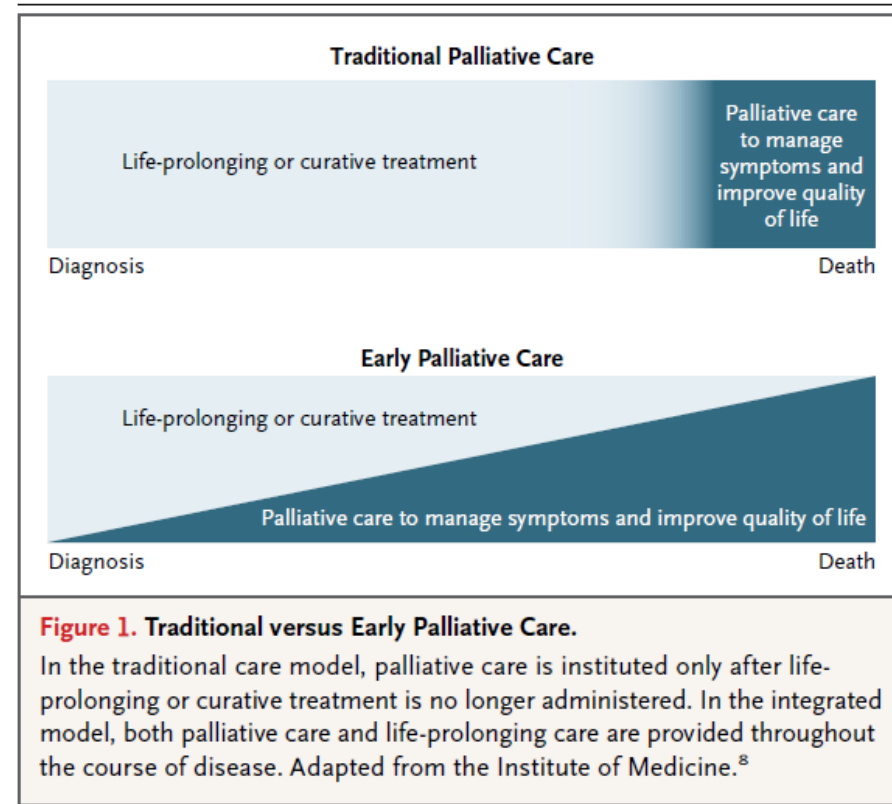 Traditional Palliative Care
Life-prolonging or curative treatment
Palliative care
to manage
symptoms and
improve quality
of life
Diagnosis
Death
Early Palliative Care
Life-prolonging or curative treatment
Palliative care to manage symptoms and improve quality of life
Diagnosis
Death
Figure 1. Traditional versus Early Palliative Care.
In the traditional care model, palliative care is instituted only after life-
prolonging or curative treatment is no longer administered. In the integrated
model, both palliative care and life-prolonging care are provided throughout
the course of disease. Adapted from the Institute of Medicine.⁸